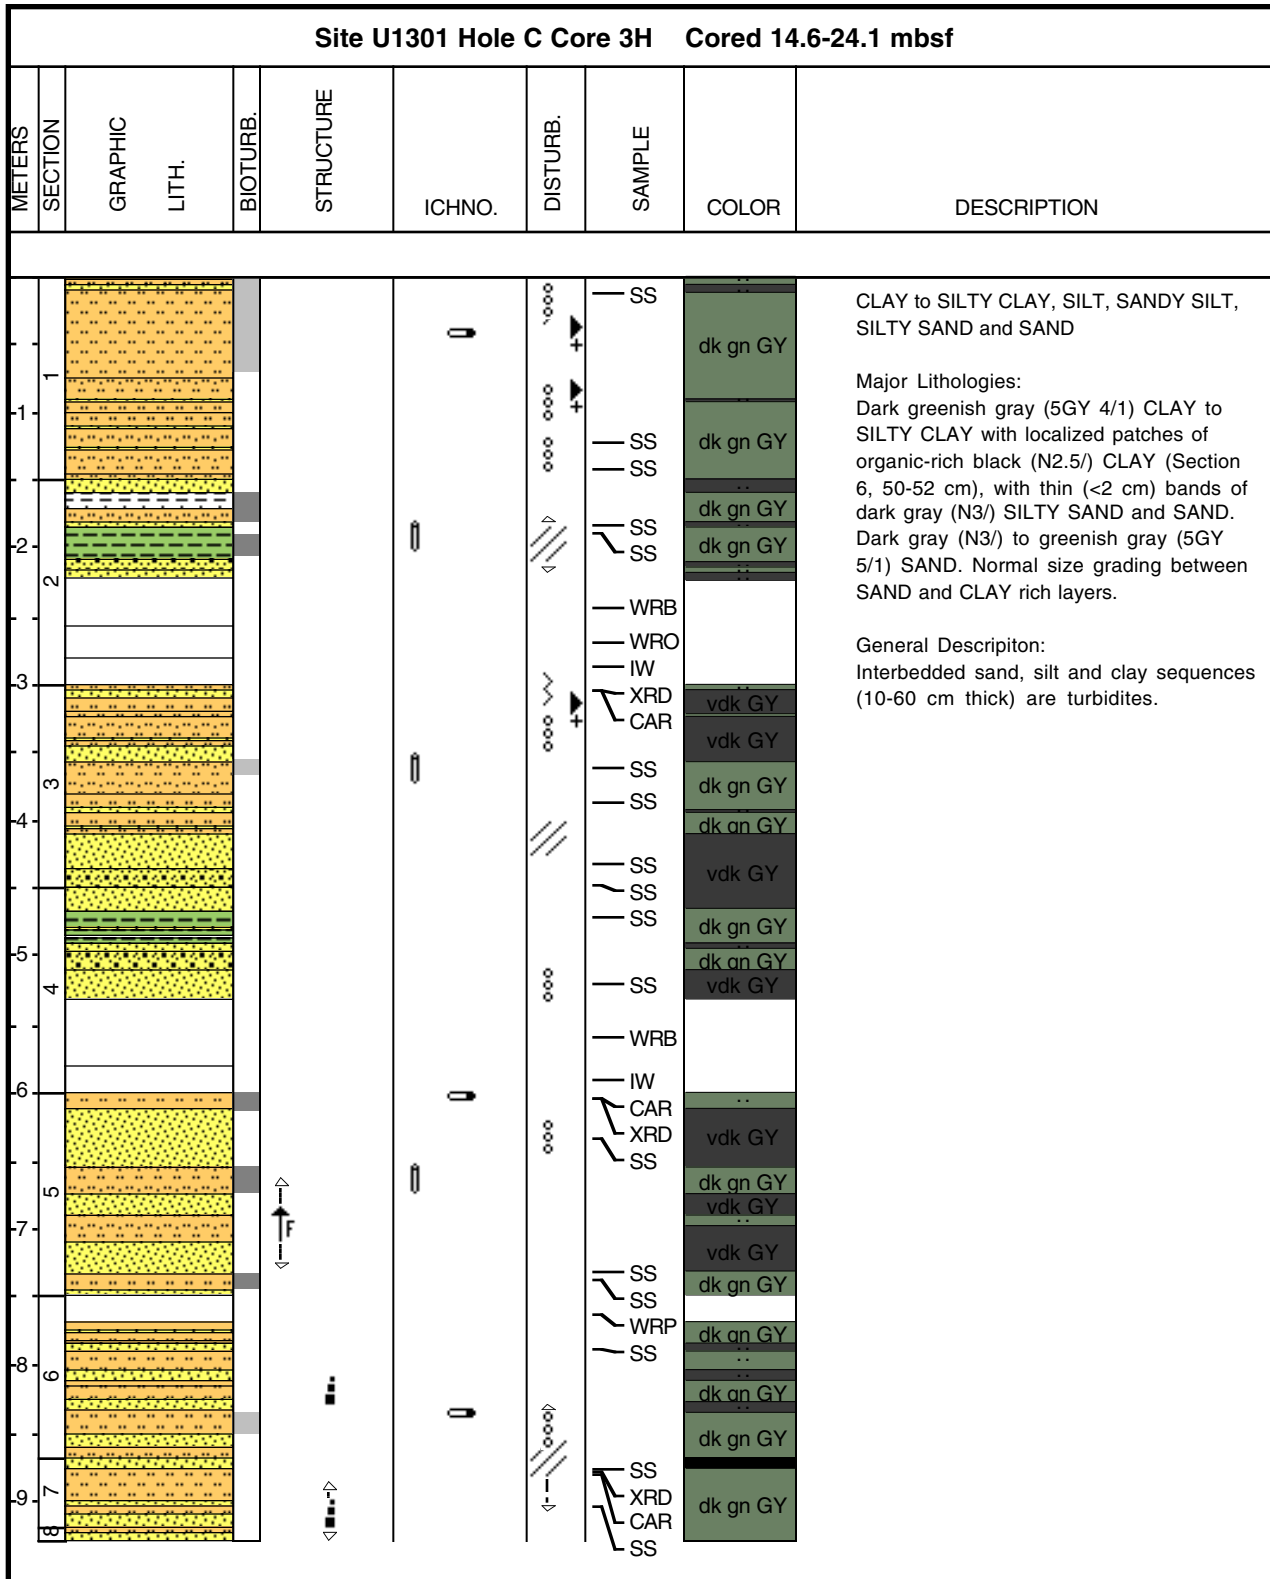 Site U1301 Hole C Core 3H Cored 14.6-24.1 mbsf
METERS
SECTION
GRAPHIC
LITH.
BIOTURB.
STRUCTURE
ICHNO.
DISTURB.
SAMPLE
COLOR
DESCRIPTION
1
2
3
4
5
6
7
8
1
2
3
4
5
6
7
8
9
F
SS
SS
SS
SS
SS
WRB
WRO
IW
XRD
CAR
SS
SS
SS
SS
SS
SS
WRB
IW
CAR
XRD
SS
SS
SS
WRP
SS
SS
XRD
CAR
SS
dk gn GY
dk gn GY
dk gn GY
dk gn GY
vdk GY
vdk GY
dk gn GY
dk gn GY
vdk GY
dk gn GY
dk gn GY
vdk GY
vdk GY
dk gn GY
vdk GY
vdk GY
dk gn GY
dk gn GY
dk gn GY
dk gn GY
dk gn GY
CLAY to SILTY CLAY, SILT, SANDY SILT,
SILTY SAND and SAND
Major Lithologies:
Dark greenish gray (5GY 4/1) CLAY to
SILTY CLAY with localized patches of
organic-rich black (N2.5/) CLAY (Section
6, 50-52 cm), with thin (<2 cm) bands of
dark gray (N3/) SILTY SAND and SAND.
Dark gray (N3/) to greenish gray (5GY
5/1) SAND. Normal size grading between
SAND and CLAY rich layers.
General Descripiton:
Interbedded sand, silt and clay sequences
(10-60 cm thick) are turbidites.